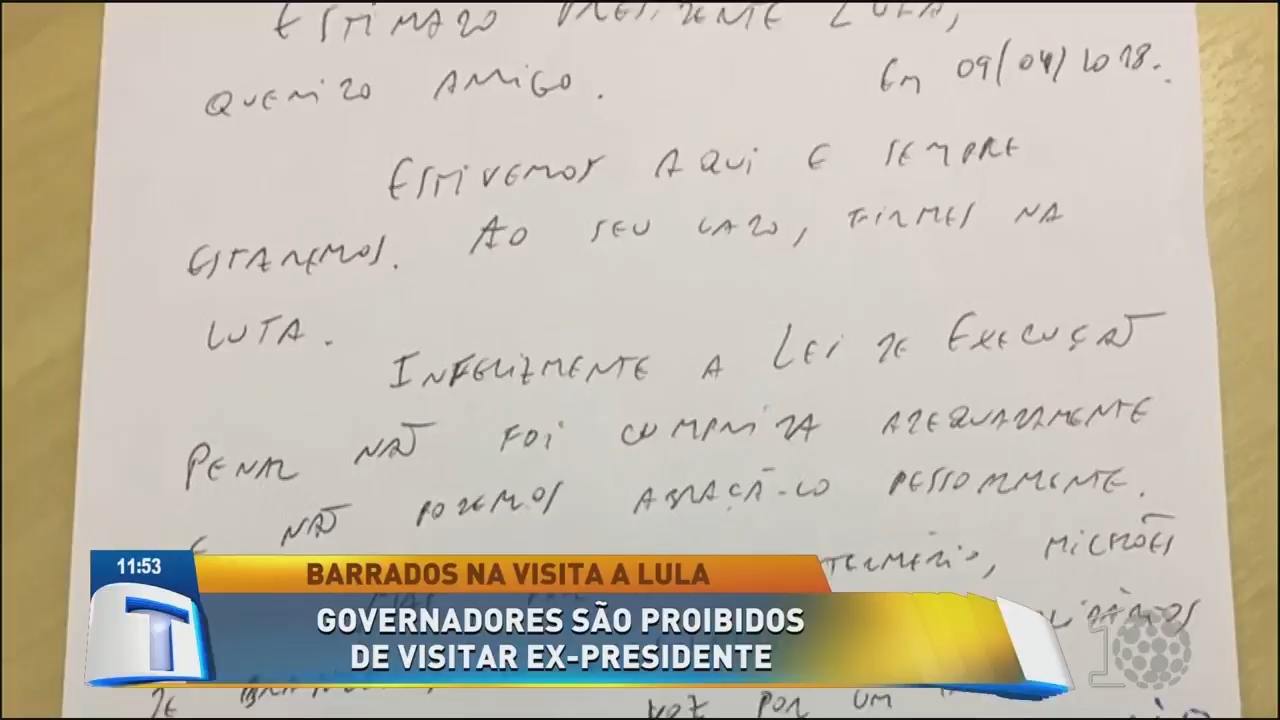 ESTIMADO PRESIDENTE LULA,
QUERIDO AMIGO.
Em 09/04/2018.
ESTIVEMOS AQUI E SEMPRE
ESTAREMOS. AO SEU LADO, FIRMES NA
LUTA.
INFELIZMENTE A LEI DE EXECUÇÃO
PENAL NÃO FOI CUMPRIDA ADEQUADAMENTE
E NÃO PODEMOS ABRAÇÁ-LO PESSOALMENTE.
MILHÕES
VOZ POR UM
11:53
BARRADOS NA VISITA A LULA
T
GOVERNADORES SÃO PROIBIDOS
DE VISITAR EX-PRESIDENTE
10